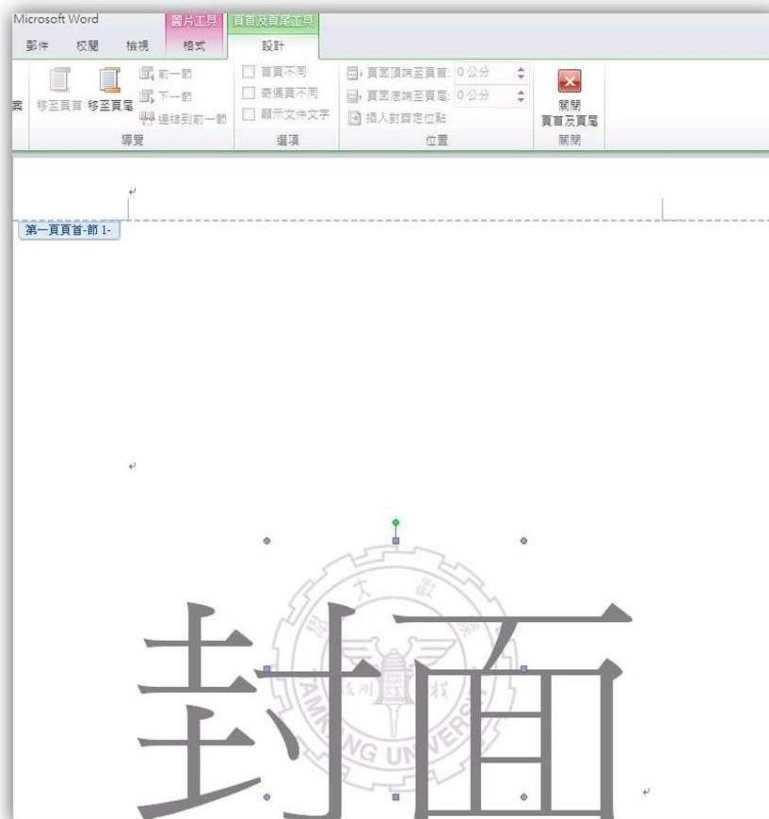 Microsoft Word
圖片工具
頁首及頁尾工具
郵件 校閱 檢視 格式 設計
案
移至頁首
移至頁尾
前一節
下一節
連結到前一節
導覽
首頁不同
奇偶頁不同
顯示文件文字
選項
頁面頂端至頁首: 0 公分
頁面底端至頁尾: 0 公分
插入對齊定位點
位置
關閉
頁首及頁尾
關閉
第一頁頁首-節 1-
封面
TAMKANG UNIVERSITY